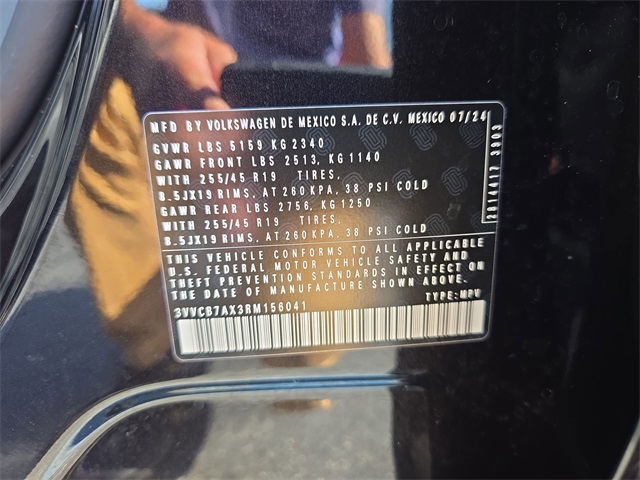 MFD BY VOLKSWAGEN DE MEXICO S.A. DE C.V. MEXICO 07/24
GVWR LBS 5159 KG 2340
GAWR FRONT LBS 2513, KG 1140
WITH 255/45 R19 TIRES,
8.5JX19 RIMS, AT 260 KPA, 38 PSI COLD
GAWR REAR LBS 2756, KG 1250
WITH 255/45 R19 TIRES,
8.5JX19 RIMS, AT 260 KPA, 38 PSI COLD
THIS VEHICLE CONFORMS TO ALL APPLICABLE
U.S. FEDERAL MOTOR VEHICLE SAFETY AND
THEFT PREVENTION STANDARDS IN EFFECT ON
THE DATE OF MANUFACTURE SHOWN ABOVE.
3VVCB7AX3RM156041 TYPE: MPV
2014412 3903